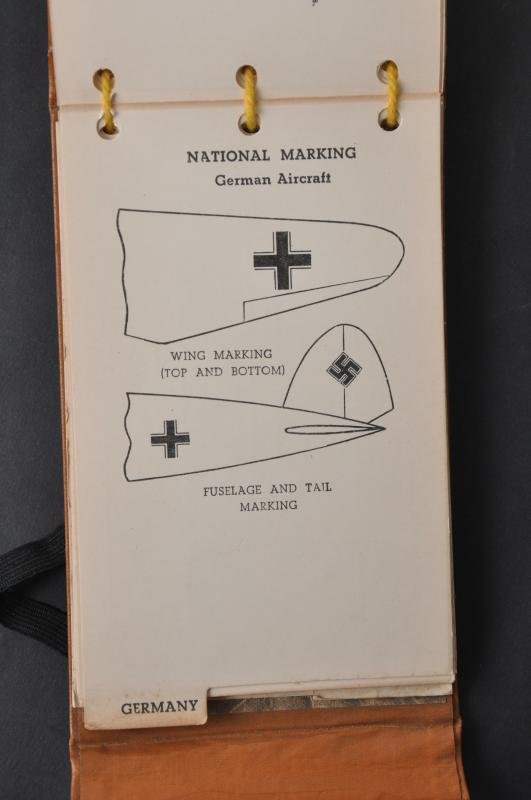 NATIONAL MARKING
German Aircraft
WING MARKING
(TOP AND BOTTOM)
FUSELAGE AND TAIL
MARKING
GERMANY